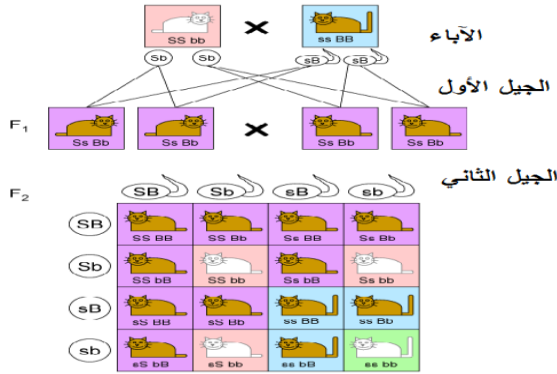 SS bb ss BB الآباء
Sb Sb sB sB
الجيل الأول
F1
Ss Bb Ss Bb Ss Bb Ss Bb
الجيل الثاني
F2
SB Sb sB sb
SB
SS BB SS Bb Ss BB Ss Bb
Sb
SS bB SS bb Ss bB Ss bb
sB
sS BB sS Bb ss BB ss Bb
sb
sS bB sS bb ss bB ss bb